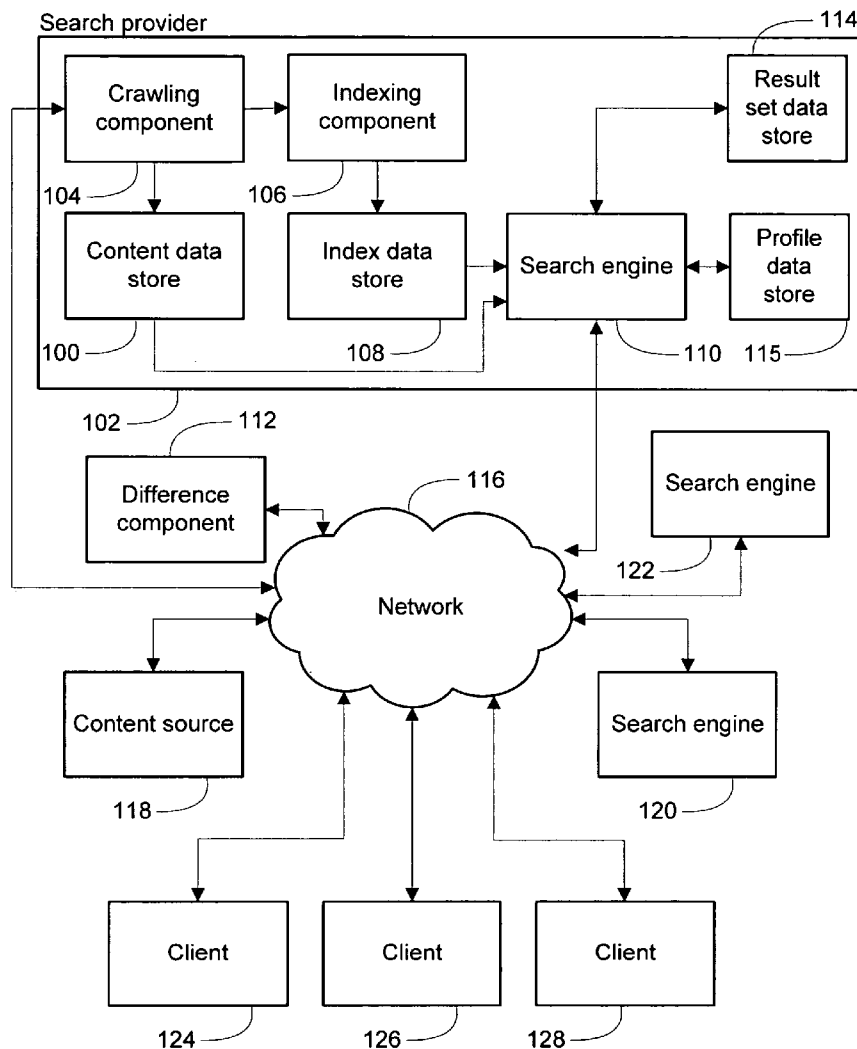 Search provider
114
Crawling
component
Indexing
component
Result
set data
store
104
106
Content data
store
Index data
store
Search engine
Profile
data
store
100
108
110
115
102
112
Difference
component
116
Search engine
122
Network
Content source
Search engine
118
120
Client
Client
Client
124
126
128